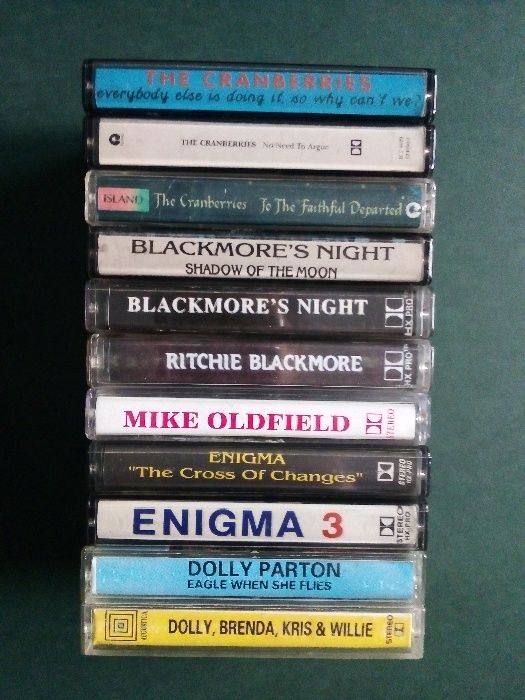 THE CRANBERRIES
everybody else is doing it, so why can't we?
THE CRANBERRIES No Need To Argue
ISLAND The Cranberries To The Faithful Departed
BLACKMORE'S NIGHT
SHADOW OF THE MOON
BLACKMORE'S NIGHT HX PRO
RITCHIE BLACKMORE HX PRO
MIKE OLDFIELD STEREO
ENIGMA
"The Cross Of Changes" STEREO HX-PRO
ENIGMA 3 STEREO HX-PRO
DOLLY PARTON
EAGLE WHEN SHE FLIES
DOLLY, BRENDA, KRIS & WILLIE